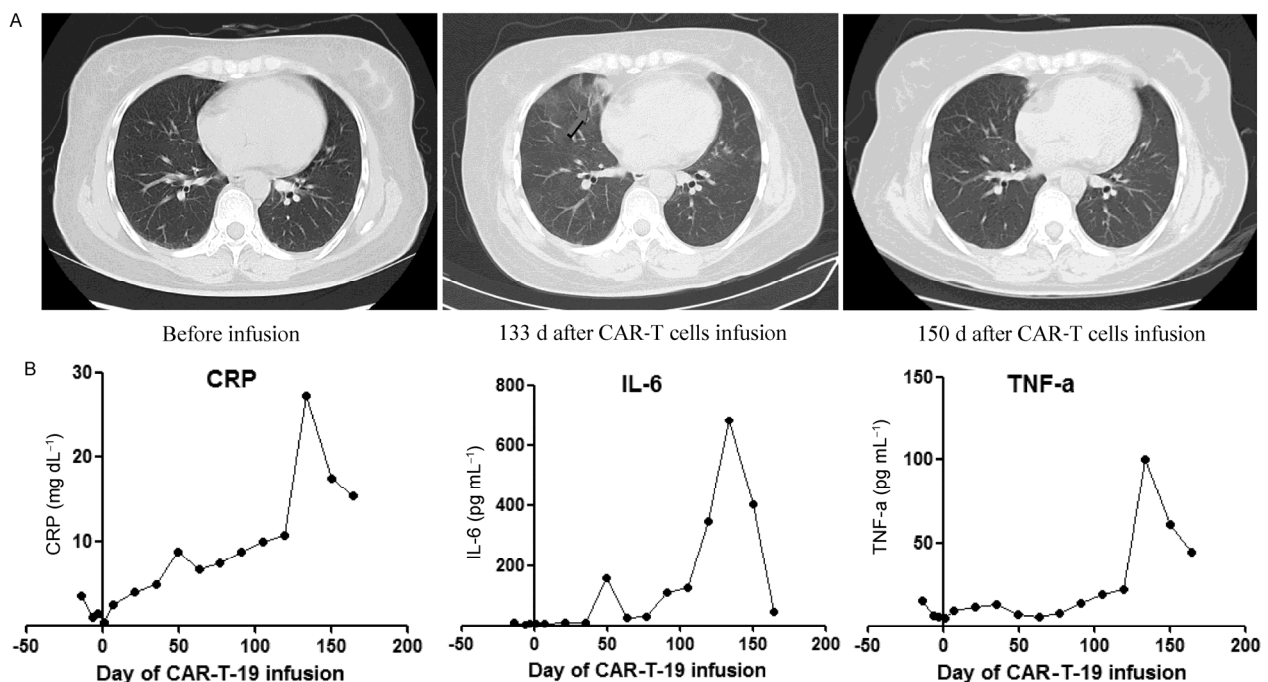 A
Before infusion
133 d after CAR-T cells infusion
150 d after CAR-T cells infusion
B
CRP
30
20
10
-50
0
50
100
150
200
CRP (mg dL⁻¹)
Day of CAR-T-19 infusion
IL-6
800
600
400
200
-50
0
50
100
150
200
IL-6 (pg mL⁻¹)
Day of CAR-T-19 infusion
TNF-a
150
100
50
-50
0
50
100
150
200
TNF-a (pg mL⁻¹)
Day of CAR-T-19 infusion